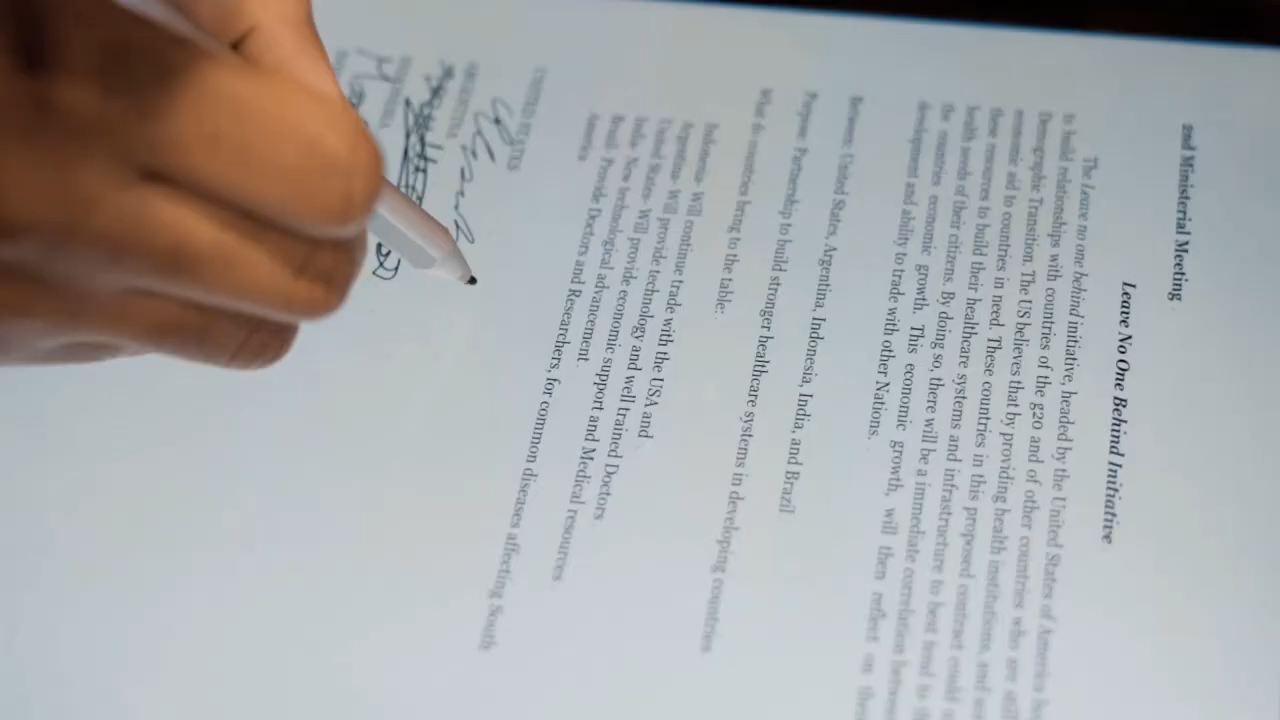 2nd Ministerial Meeting
Leave No One Behind Initiative
The Leave no one behind initiative, headed by the United States of America
to build relationships with countries of the g20 and of other countries who are still
Demographic Transition. The US believes that by providing health institutions, and
economic aid to countries in need. These countries in this proposed contract could
these resources to build their healthcare systems and infrastructure to best tend to
health needs of their citizens. By doing so, there will be a immediate correlation between
the countries economic growth. This economic growth, will then reflect on
development and ability to trade with other Nations.
Between: United States, Argentina, Indonesia, India, and Brazil
Purpose: Partnership to build stronger healthcare systems in developing countries
What do countries bring to the table:
Indonesia- Will continue trade with the USA and
Argentina- Will provide technology and well trained Doctors
United States- Will provide economic support and Medical resources
India- New technological advancement
Brazil- Provide Doctors and Researchers, for common diseases affecting South
America
UNITED STATES
ARGENTINA